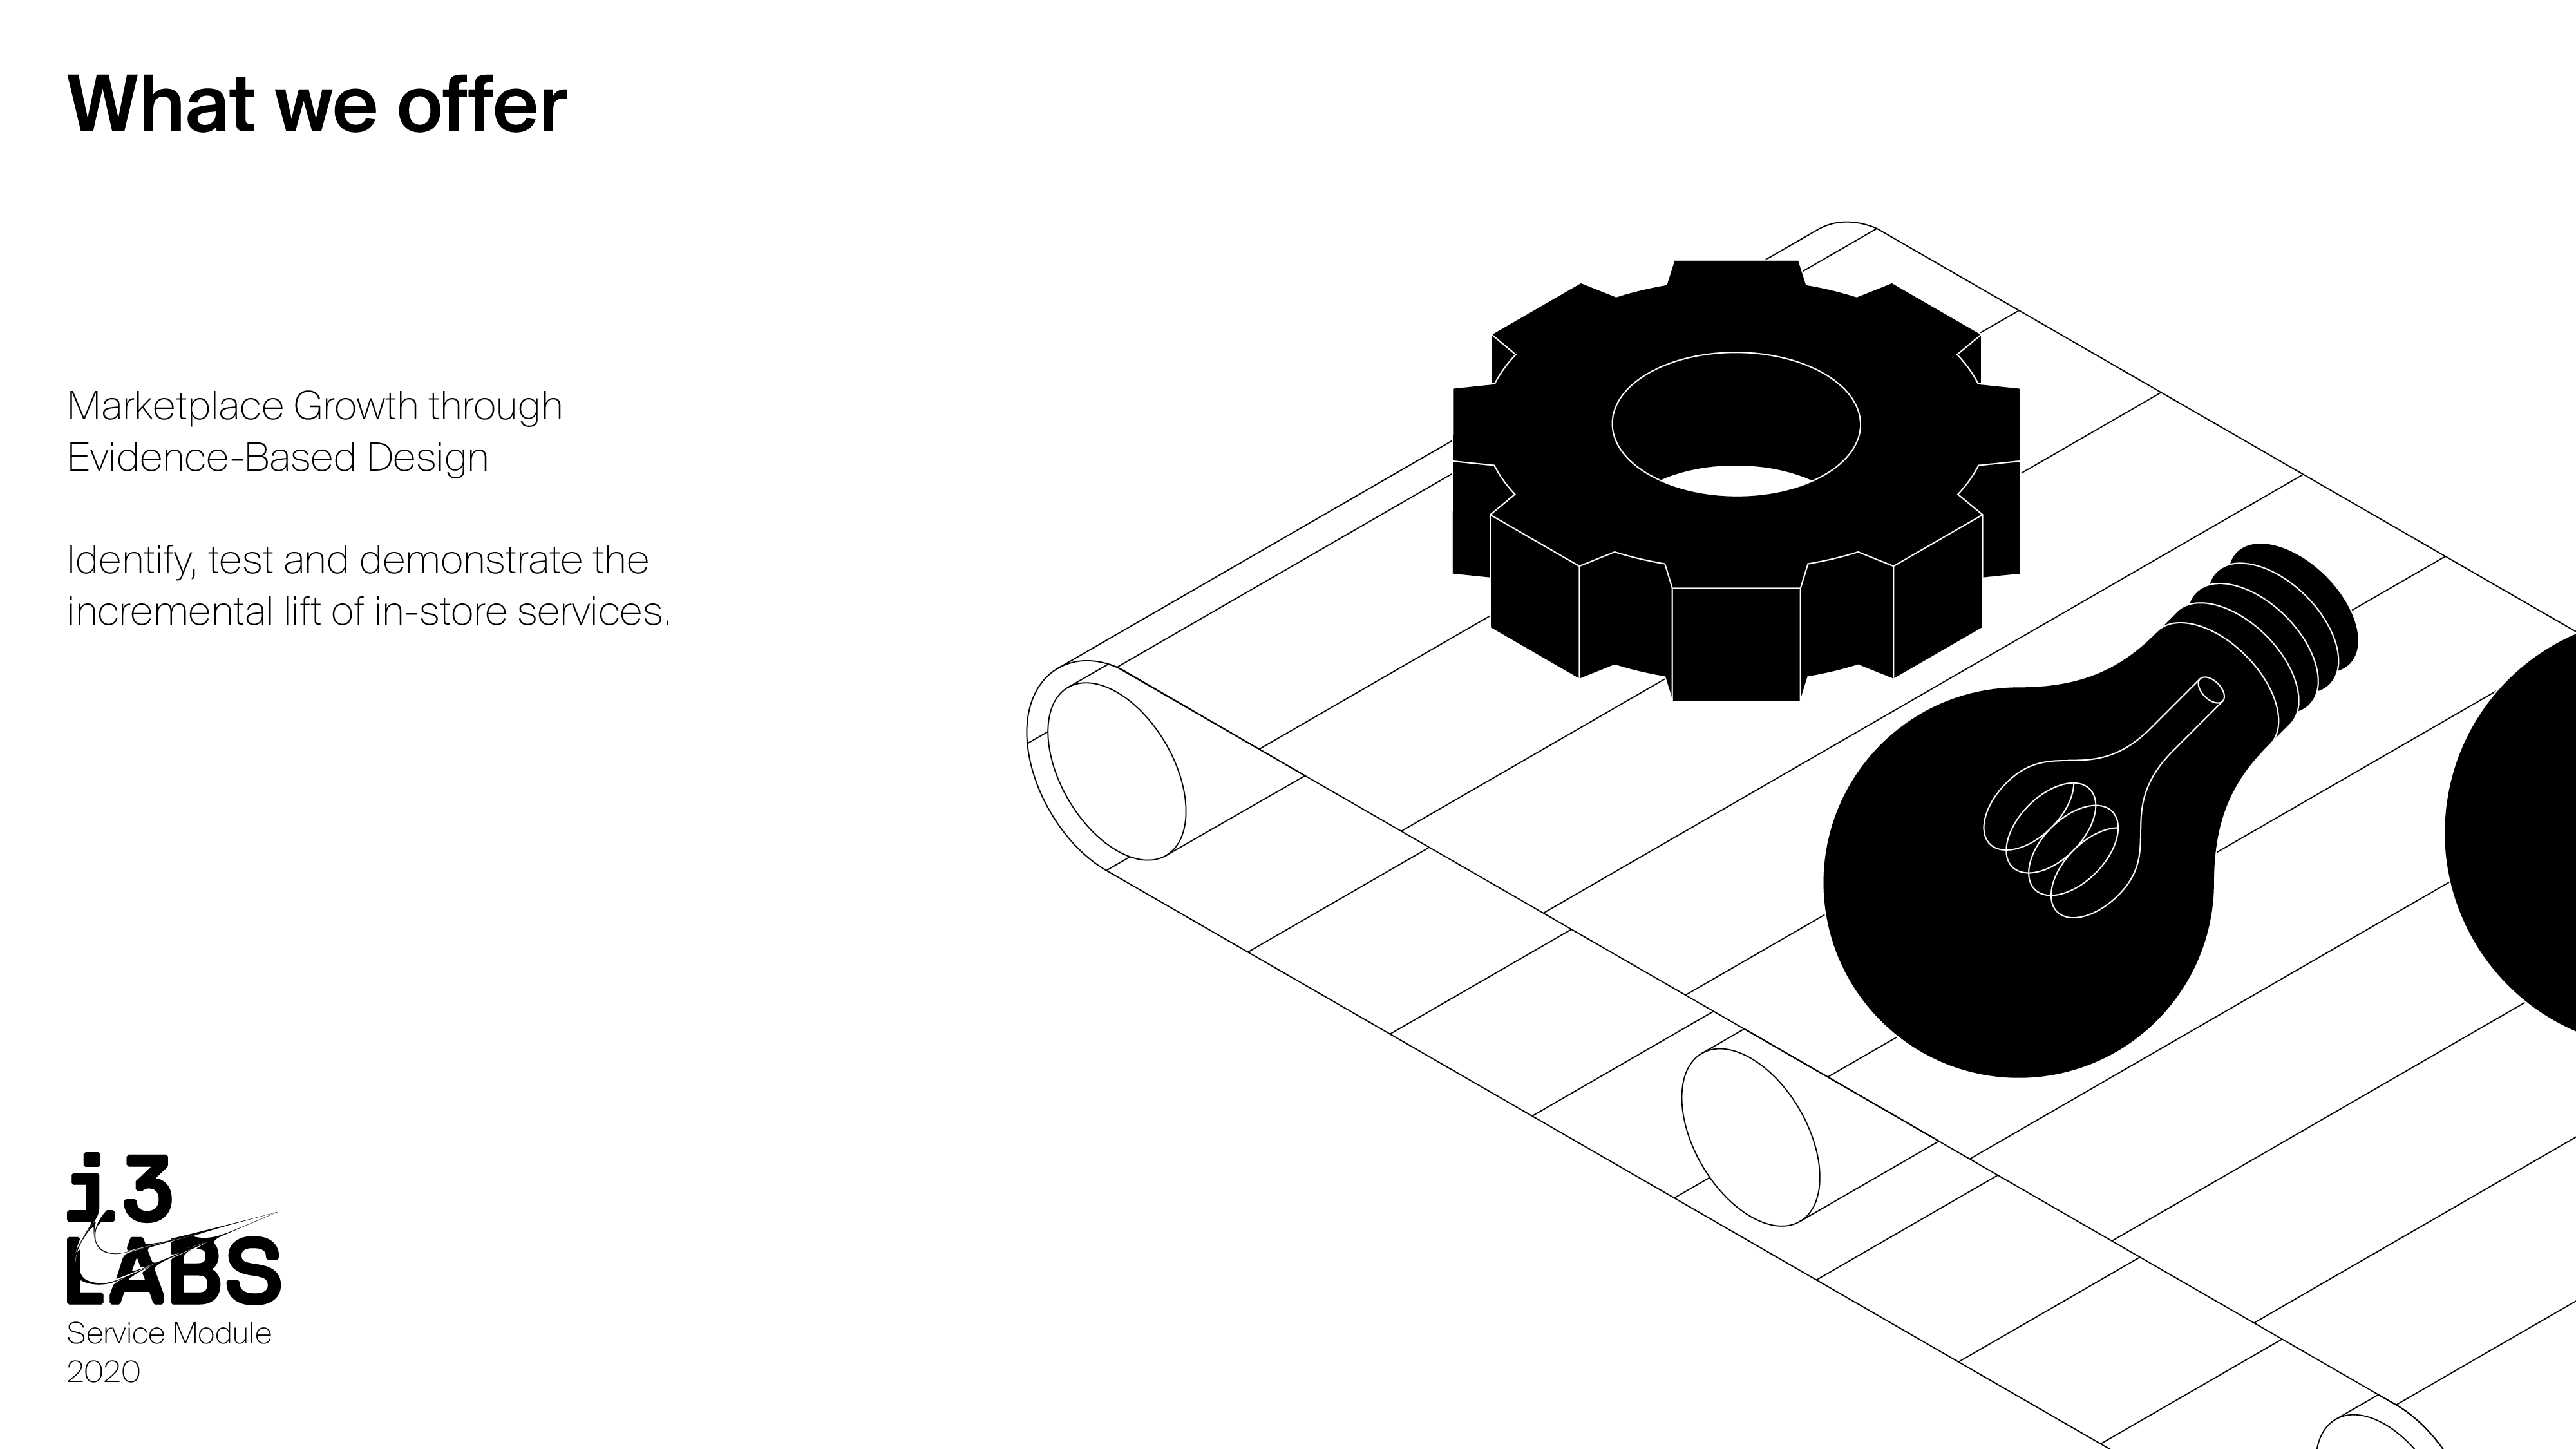 What we offer
Marketplace Growth through
Evidence-Based Design
Identify, test and demonstrate the
incremental lift of in-store services.
i3
LABS
Service Module
2020